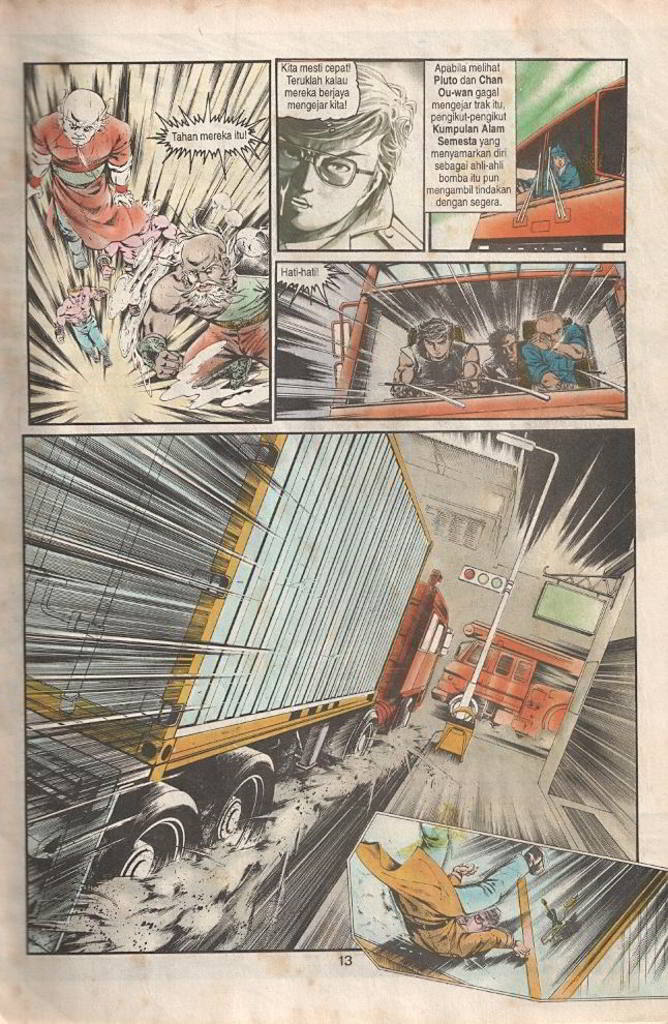 Tahan mereka itu!
Kita mesti cepat!
Teruklah kalau
mereka berjaya
mengejar kita!
Apabila melihat
Pluto dan Chan
Ou-wan gagal
mengejar trak itu,
pengikut-pengikut
Kumpulan Alam
Semesta yang
menyamarkan diri
sebagai ahli-ahli
bomba itu pun
mengambil tindakan
dengan segera.
Hati-hati!
13